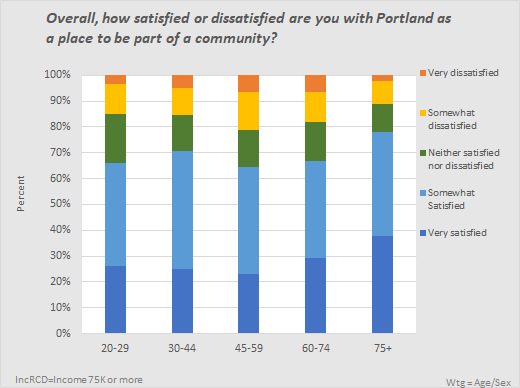 Overall, how satisfied or dissatisfied are you with Portland as
a place to be part of a community?
100%
90%
80%
70%
60%
50%
40%
30%
20%
10%
0%
Percent
20-29
30-44
45-59
60-74
75+
Very dissatisfied
Somewhat
dissatisfied
Neither satisfied
nor dissatisfied
Somewhat
Satisfied
Very satisfied
IncRCD=Income 75K or more
Wtg = Age/Sex